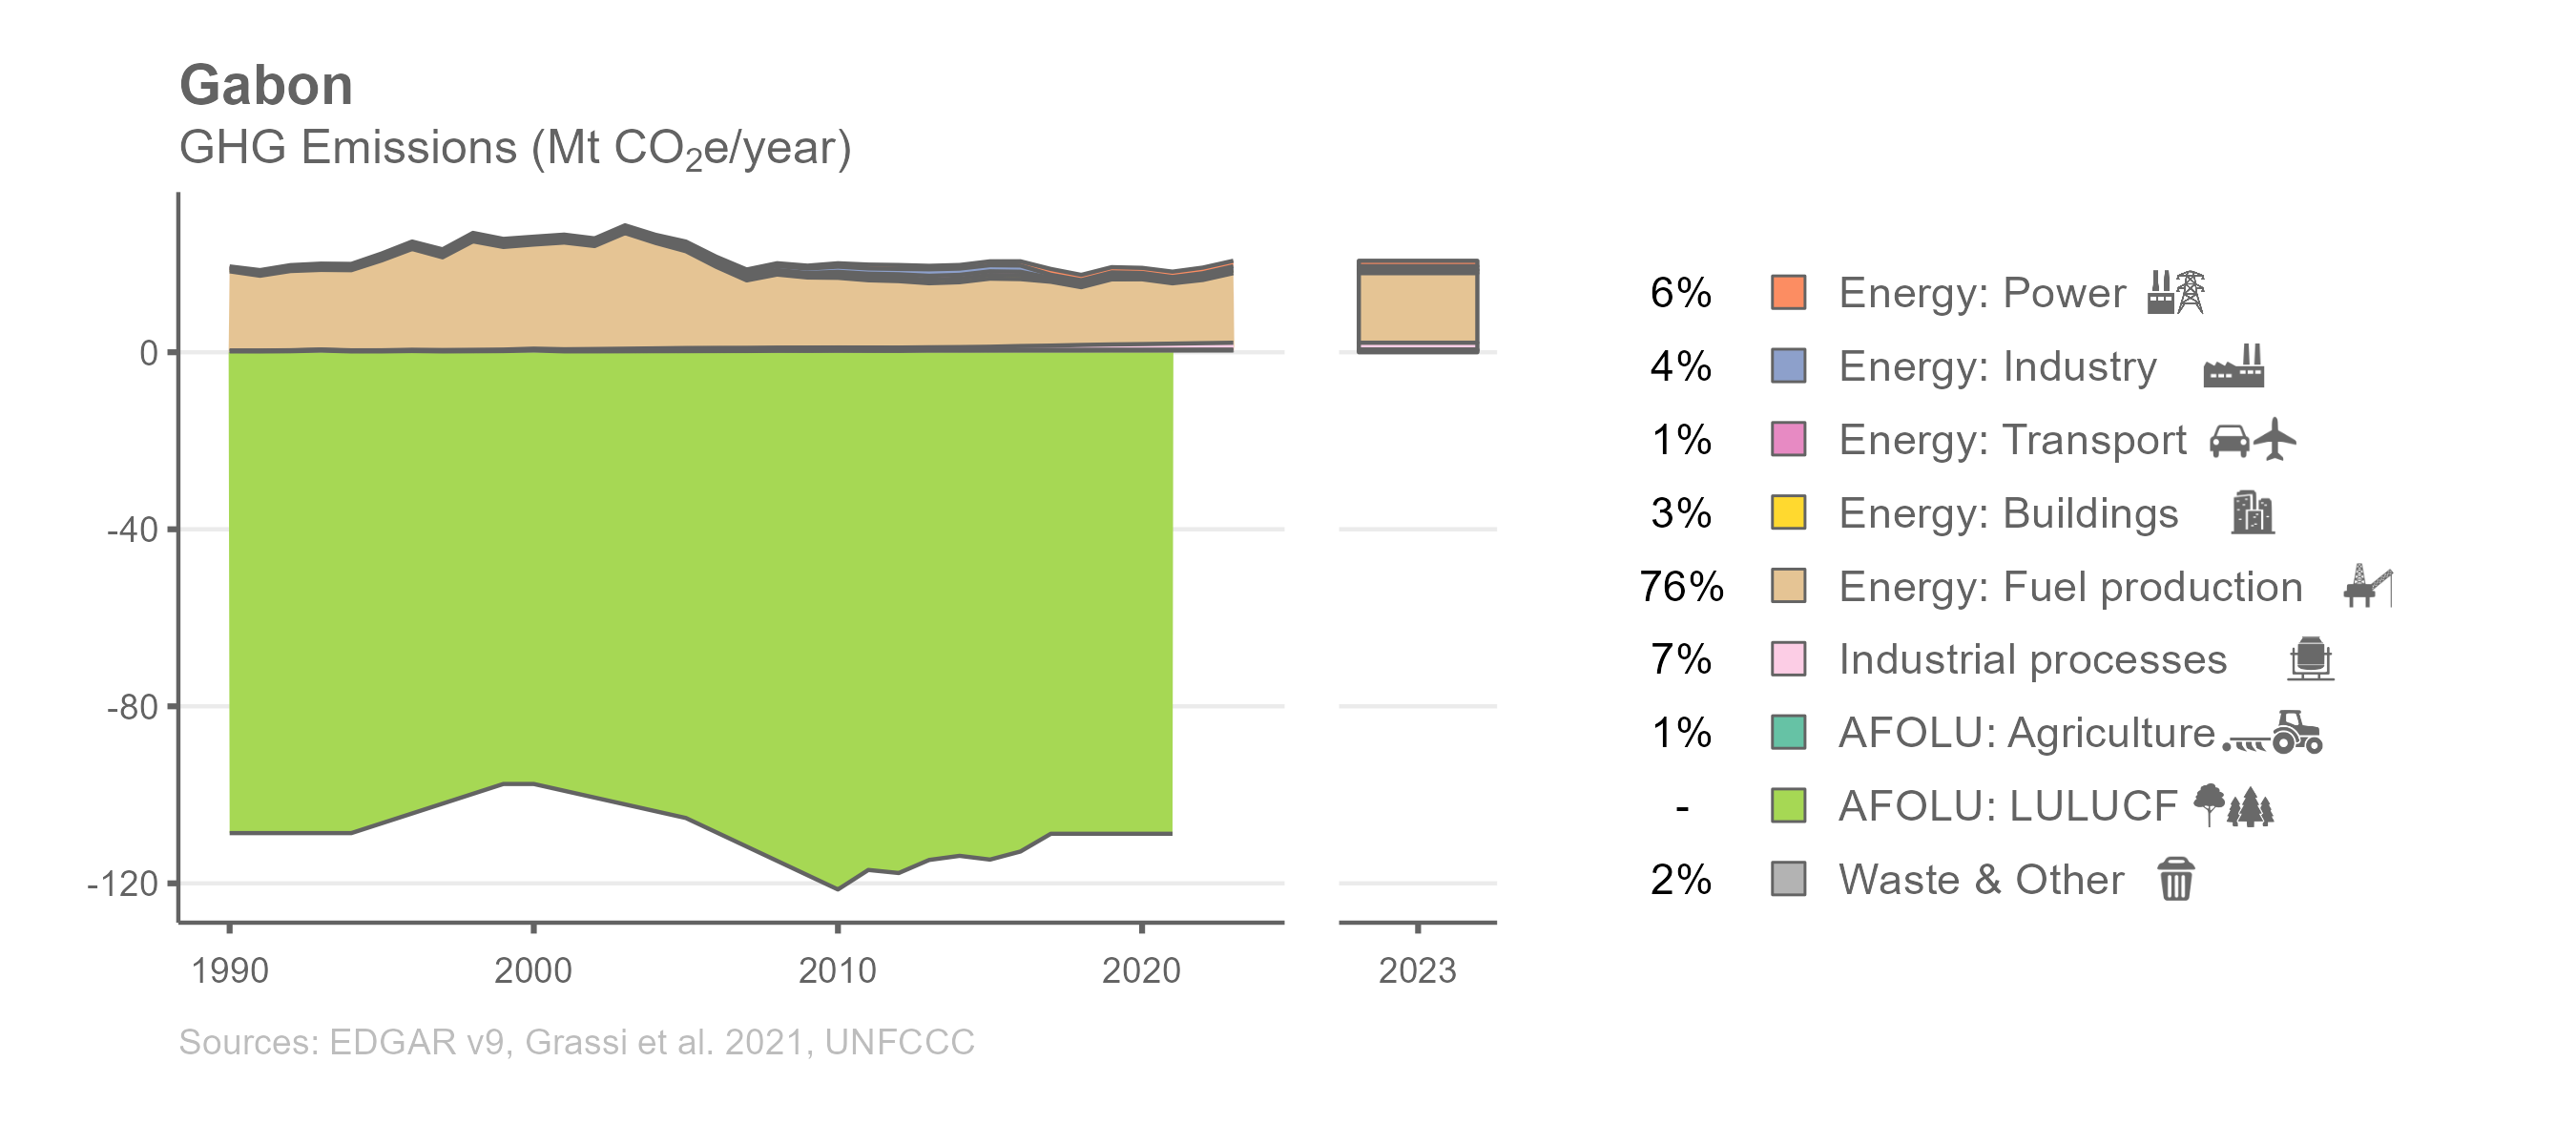 Gabon
GHG Emissions (Mt CO₂e/year)
0
-40
-80
-120
1990 2000 2010 2020 2023
6% Energy: Power
4% Energy: Industry
1% Energy: Transport
3% Energy: Buildings
76% Energy: Fuel production
7% Industrial processes
1% AFOLU: Agriculture
- AFOLU: LULUCF
2% Waste & Other
Sources: EDGAR v9, Grassi et al. 2021, UNFCCC